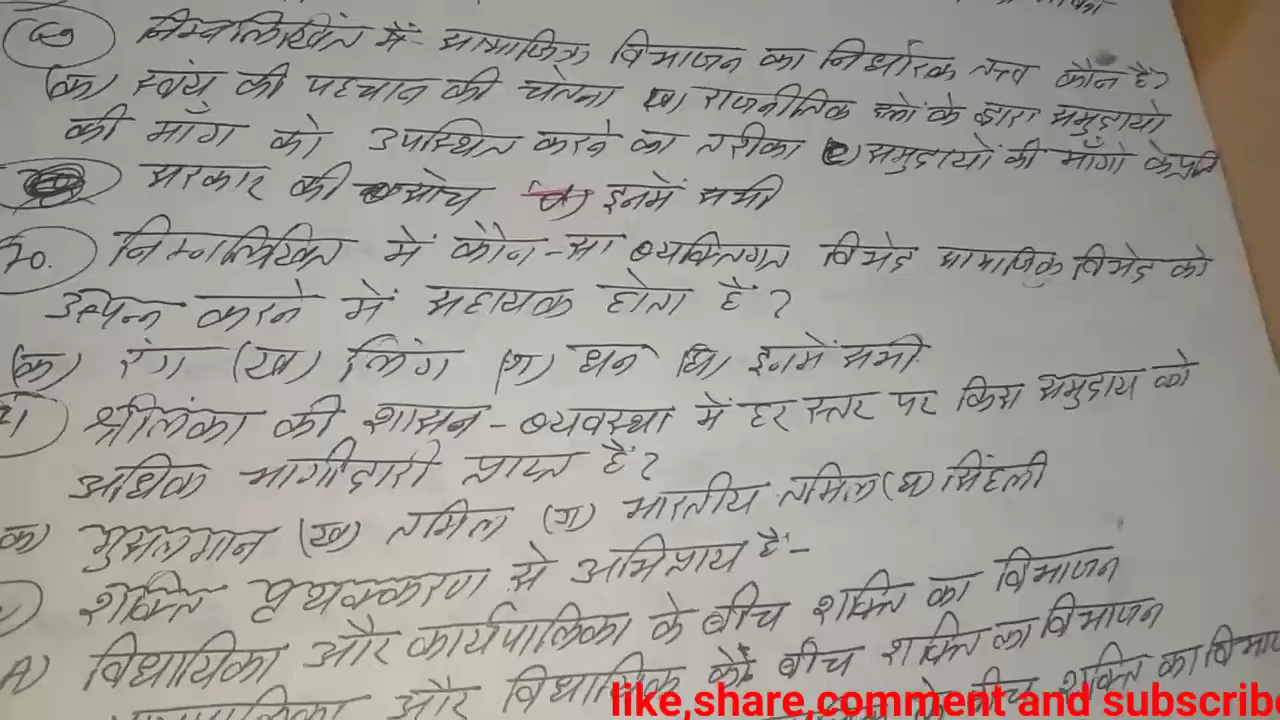 69 निम्नलिखित में सामाजिक विभाजन का निर्धारक तत्त्व कौन है?
(क) स्वंय की पहचान की चेतना (ख) राजनीतिक दलों के द्वारा समुदायो
की माँग को उपस्थित करने का तरीका समुदायों की माँगो के प्रति
सरकार की सोच इनमें सभी
70. निम्नलिखित में कौन-सा व्यक्तिगत विभेद सामाजिक विभेद को
उत्पन्न करने में सहायक होता है?
(क) रंग (ख) लिंग (ग) धन (घ) इनमें सभी
श्रीलंका की शासन-व्यवस्था में हर स्तर पर किस समुदाय को
अधिक भागीदारी प्राप्त है?
क) मुसलमान (ख) तमिल (ग) भारतीय तमिल (घ) सिंहली
शक्ति पृथक्करण से अभिप्राय है-
A) विधायिका और कार्यपालिका के बीच शक्ति का विभाजन
और विधायिक के बीच शक्ति का विभाजन
के बीच शक्ति का
like,share,comment and subscribe